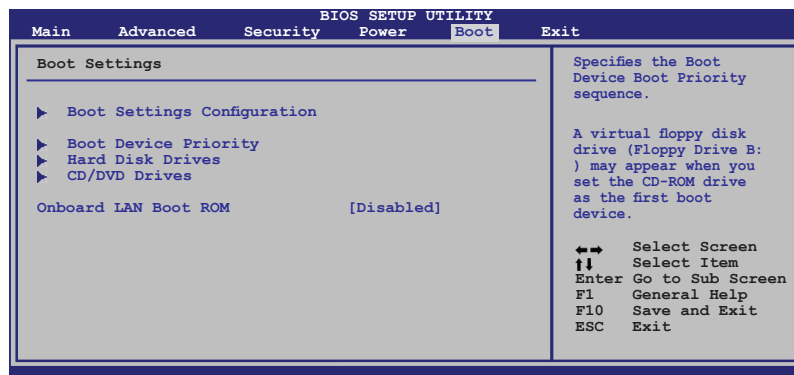 BIOS SETUP UTILITY
Main Advanced Security Power Boot Exit
Boot Settings
Boot Settings Configuration
Boot Device Priority
Hard Disk Drives
CD/DVD Drives
Onboard LAN Boot ROM [Disabled]
Specifies the Boot
Device Boot Priority
sequence.
A virtual floppy disk
drive (Floppy Drive B:
) may appear when you
set the CD-ROM drive
as the first boot
device.
←→ Select Screen
↑↓ Select Item
Enter Go to Sub Screen
F1 General Help
F10 Save and Exit
ESC Exit